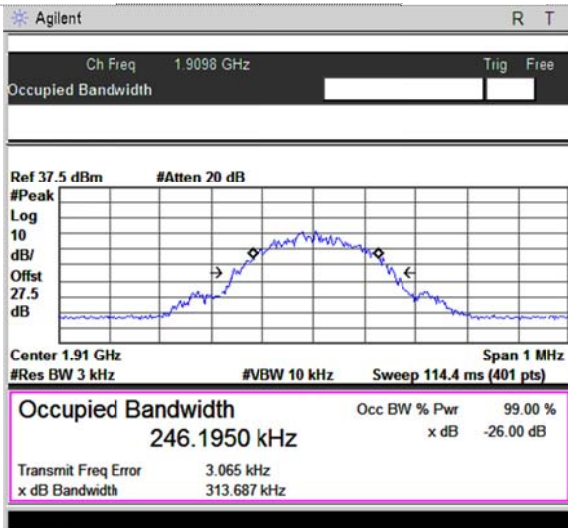 Agilent R T
Ch Freq 1.9098 GHz Trig Free
Occupied Bandwidth
Ref 37.5 dBm #Atten 20 dB
#Peak
Log
10
dB/
Offst
27.5
dB
Center 1.91 GHz Span 1 MHz
#Res BW 3 kHz #VBW 10 kHz Sweep 114.4 ms (401 pts)
Occupied Bandwidth Occ BW % Pwr 99.00 %
246.1950 kHz x dB -26.00 dB
Transmit Freq Error 3.065 kHz
x dB Bandwidth 313.687 kHz